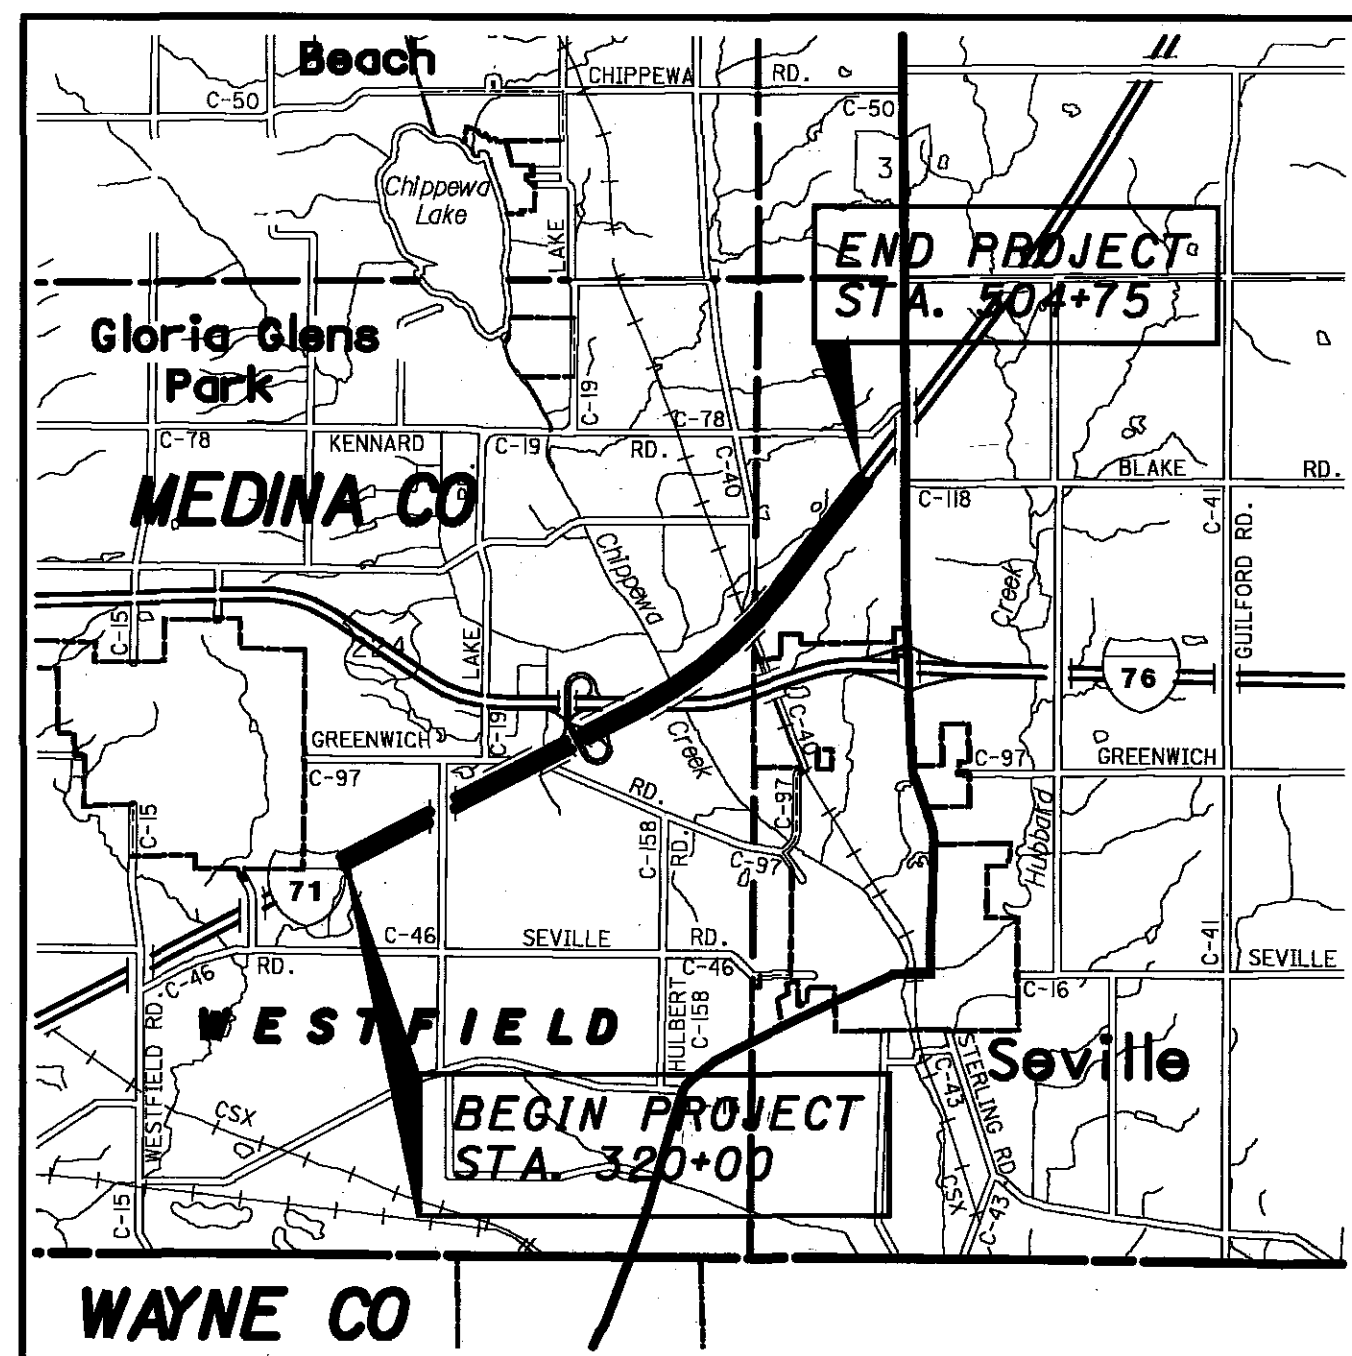 Beach
CHIPPEWA
RD.
C-50
C-50
3
Chippewa
Lake
LAKE
END PROJECT
STA. 504+75
Gloria Glens
Park
C-19
C-78
C-78
KENNARD
C-19
RD.
C-40
BLAKE
RD.
MEDINA CO
RD.
C-118
C-41
GUILFORD RD.
Chippewa
Creek
C-15
224
LAKE
76
C-19
GREENWICH
C-40
Creek
C-97
GREENWICH
C-97
RD.
C-97
C-15
C-158
RD.
C-97
Hubbard
71
C-46
SEVILLE
RD.
C-41
SEVILLE
RD.
C-46
C-46
C-16
WESTFIELD RD.
WESTFIELD
HULBERT
C-158
STERLING RD.
Seville
C-43
BEGIN PROJECT
STA. 320+00
CSX
CSX
C-15
C-43
WAYNE CO